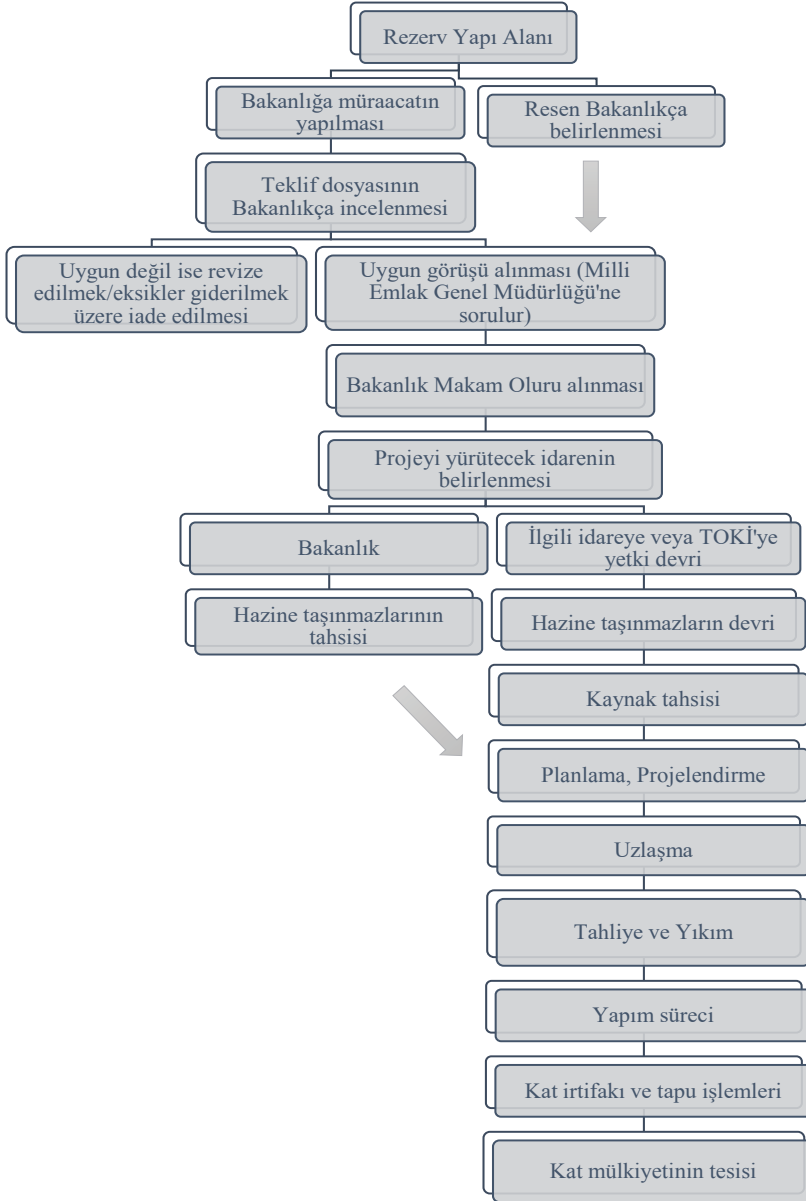 Rezerv Yapı Alanı
Bakanlığa müraacatın
yapılması
Resen Bakanlıkça
belirlenmesi
Teklif dosyasının
Bakanlıkça incelenmesi
Uygun değil ise revize
edilmek/eksikler giderilmek
üzere iade edilmesi
Uygun görüşü alınması (Milli
Emlak Genel Müdürlüğü'ne
sorulur)
Bakanlık Makam Oluru alınması
Projeyi yürütecek idarenin
belirlenmesi
Bakanlık
İlgili idareye veya TOKİ'ye
yetki devri
Hazine taşınmazlarının
tahsisi
Hazine taşınmazların devri
Kaynak tahsisi
Planlama, Projelendirme
Uzlaşma
Tahliye ve Yıkım
Yapım süreci
Kat irtifakı ve tapu işlemleri
Kat mülkiyetinin tesisi